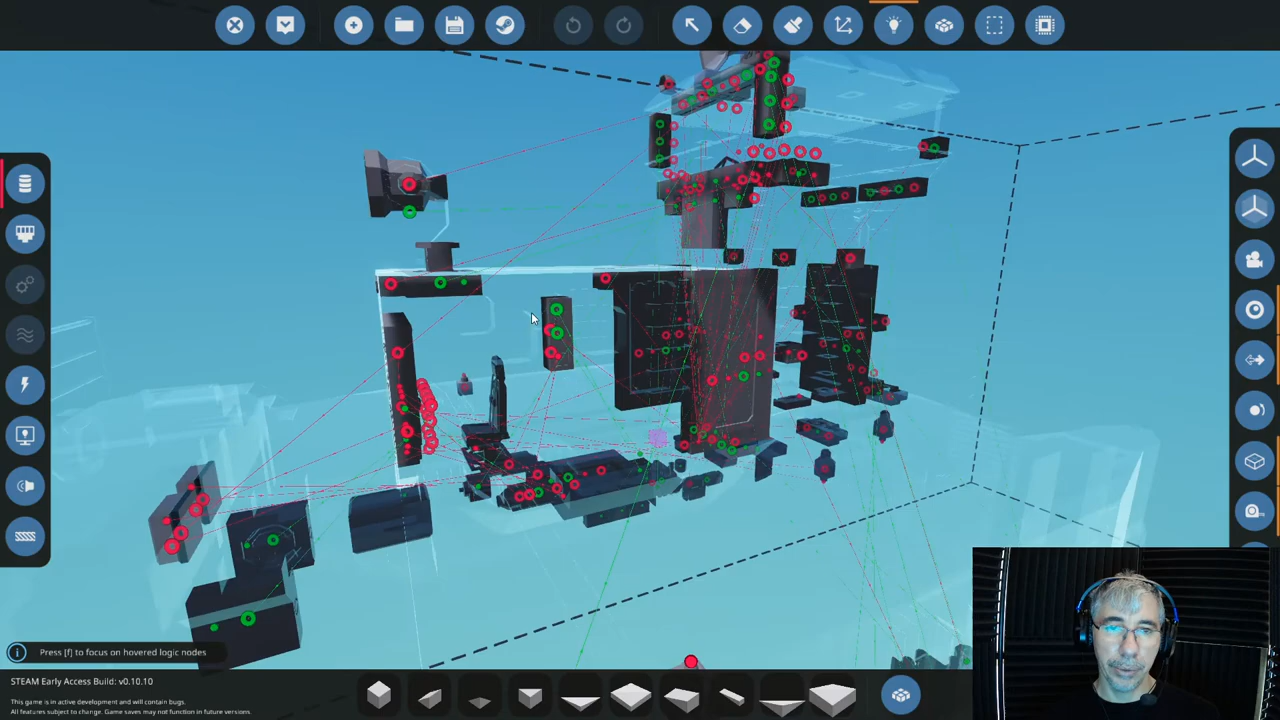 Press [f] to focus on hovered logic nodes
STEAM Early Access Build: v0.10.10
This game is in active development and will contain bugs.
All features subject to change. Game saves may not function in future versions.